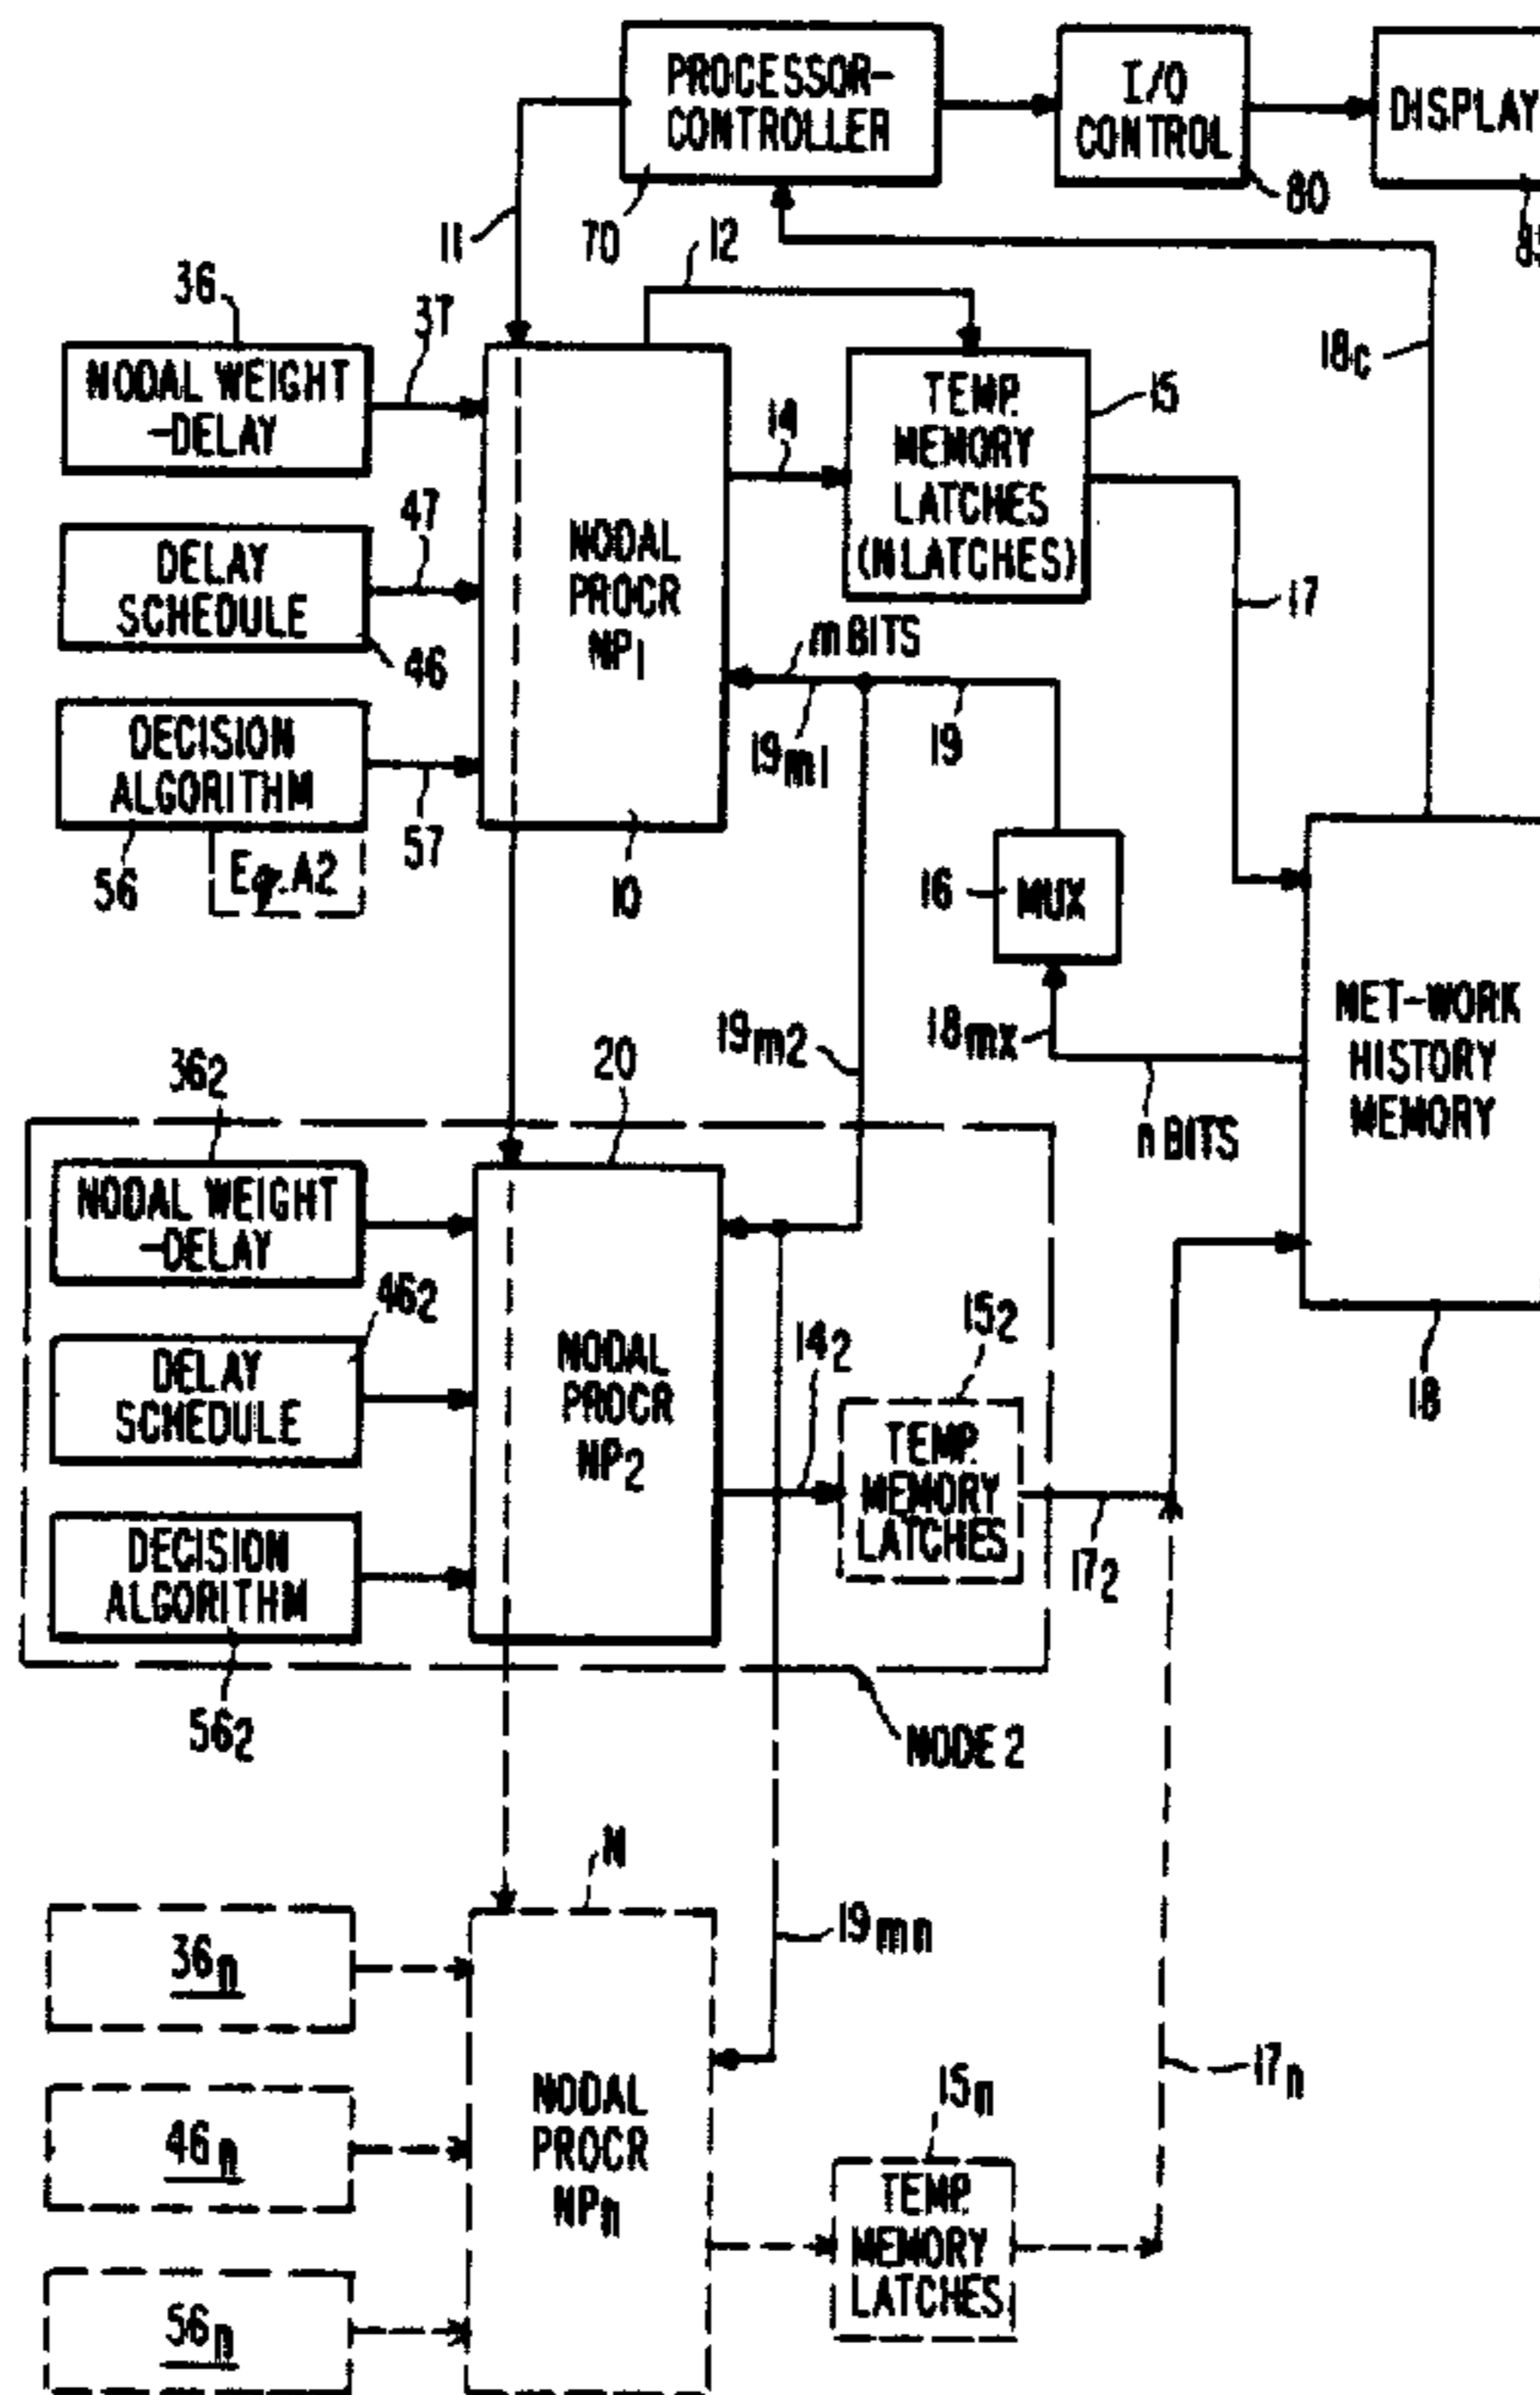 PROCESSOR-
CONTROLLER
I/O
CONTROL
DISPLAY
80
11
70
12
36
37
18c
NODAL WEIGHT
-DELAY
TEMP.
MEMORY
LATCHES
(N LATCHES)
15
14
47
DELAY
SCHEDULE
NODAL
PROCR
NP1
17
46
m BITS
19m1
19
DECISION
ALGORITHM
57
56
Eq. A2
10
16
MUX
19m2
18mx
NET-WORK
HISTORY
MEMORY
20
362
n BITS
NODAL WEIGHT
-DELAY
462
152
142
DELAY
SCHEDULE
NODAL
PROCR
NP2
18
TEMP.
MEMORY
LATCHES
DECISION
ALGORITHM
172
562
NODE 2
N
19mn
36n
17n
15n
46n
NODAL
PROCR
NPn
TEMP
MEMORY
LATCHES
56n